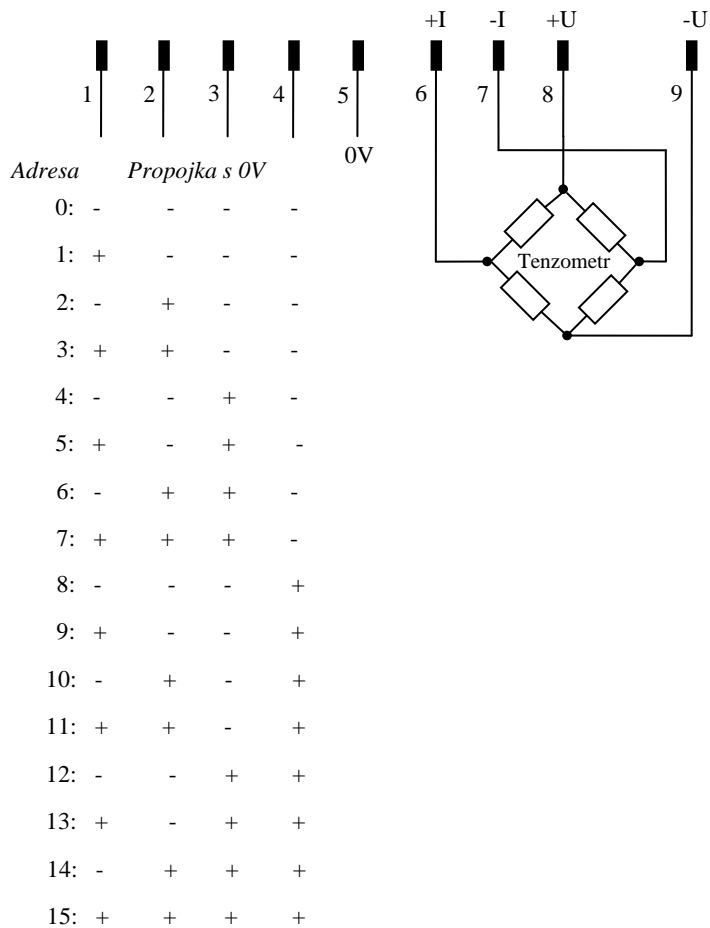 +I -I +U -U
1 2 3 4 5 6 7 8 9
0V
Adresa Propojka s 0V
0: - - - -
1: + - - -
Tenzometr
2: - + - -
3: + + - -
4: - - + -
5: + - + -
6: - + + -
7: + + + -
8: - - - +
9: + - - +
10: - + - +
11: + + - +
12: - - + +
13: + - + +
14: - + + +
15: + + + +